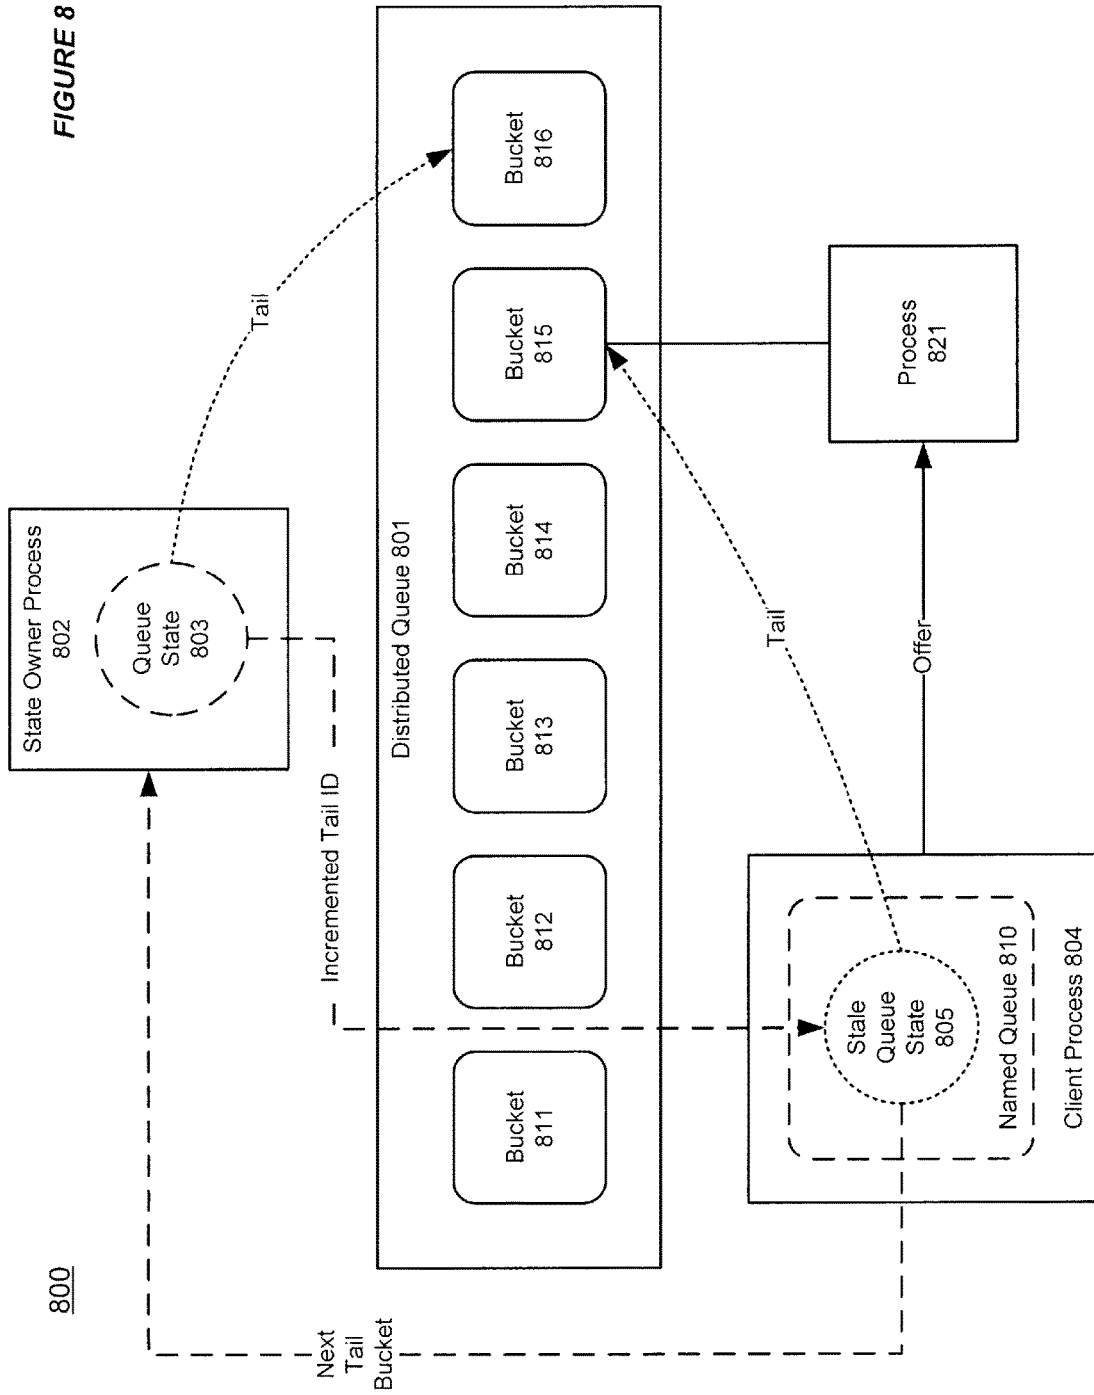 FIGURE 8
800
State Owner Process
802
Queue
State
803
Tail
Next
Tail
Bucket
Incremented Tail ID
Distributed Queue 801
Bucket
811
Bucket
812
Bucket
813
Bucket
814
Bucket
815
Bucket
816
Tail
Stale
Queue
State
805
Named Queue 810
Client Process 804
Offer
Process
821